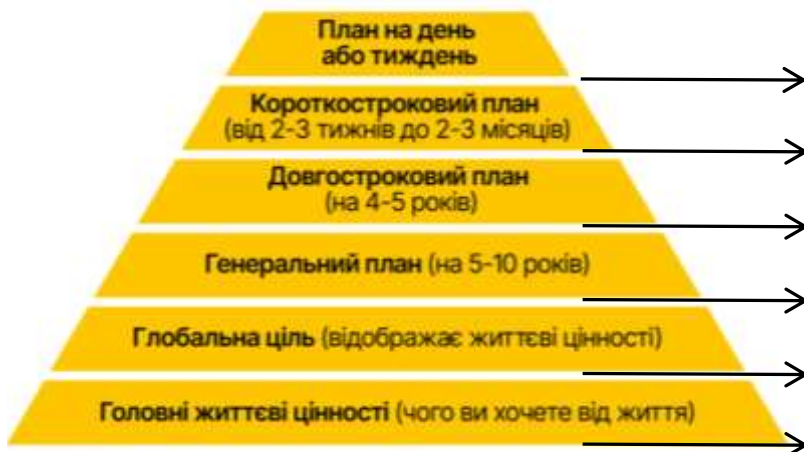 План на день
або тиждень
Короткостроковий план
(від 2-3 тижнів до 2-3 місяців)
Довгостроковий план
(на 4-5 років)
Генеральний план (на 5-10 років)
Глобальна ціль (відображає життєві цінності)
Головні життєві цінності (чого ви хочете від життя)